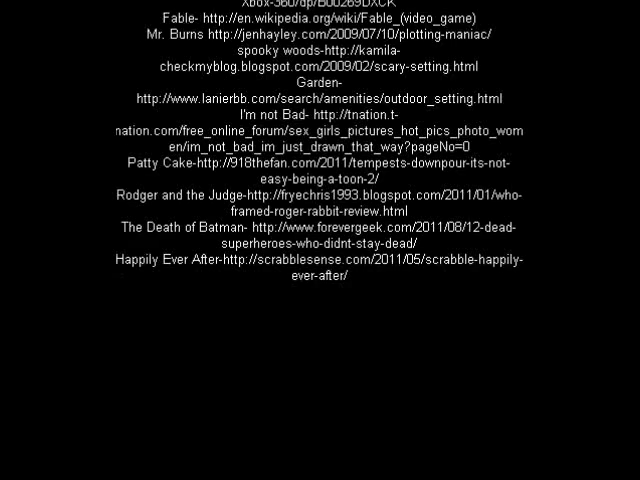 Xbox-360/dp/B00269DXCK
Fable- http://en.wikipedia.org/wiki/Fable_(video_game)
Mr. Burns http://jenhayley.com/2009/07/10/plotting-maniac/
spooky woods-http://kamila-
checkmyblog.blogspot.com/2009/02/scary-setting.html
Garden-
http://www.lanierbb.com/search/amenities/outdoor_setting.html
I'm not Bad- http://tnation.t-
nation.com/free_online_forum/sex_girls_pictures_hot_pics_photo_wom
en/im_not_bad_im_just_drawn_that_way?pageNo=0
Patty Cake-http://918thefan.com/2011/tempests-downpour-its-not-
easy-being-a-toon-2/
Rodger and the Judge-http://fryechris1993.blogspot.com/2011/01/who-
framed-roger-rabbit-review.html
The Death of Batman- http://www.forevergeek.com/2011/08/12-dead-
superheroes-who-didnt-stay-dead/
Happily Ever After-http://scrabblesense.com/2011/05/scrabble-happily-
ever-after/